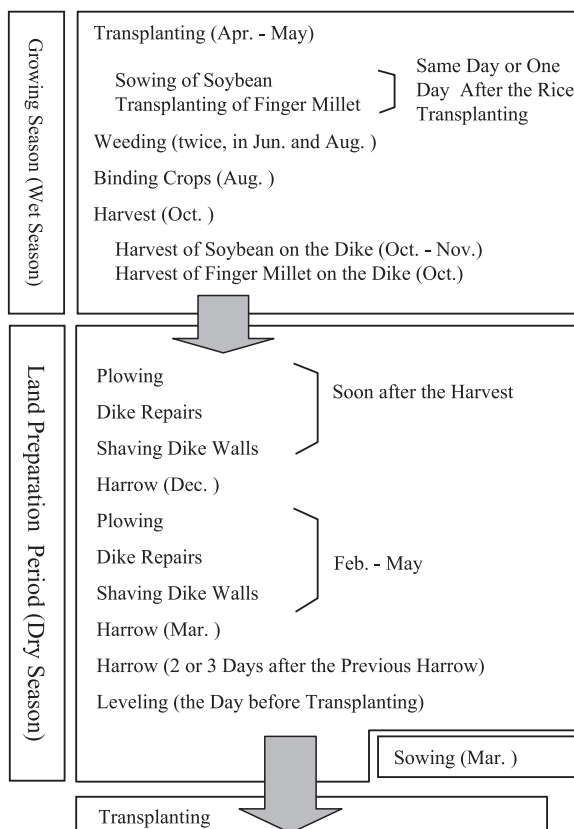 Growing Season (Wet Season)
Transplanting (Apr. - May)
Sowing of Soybean
Transplanting of Finger Millet
Same Day or One
Day After the Rice
Transplanting
Weeding (twice, in Jun. and Aug. )
Binding Crops (Aug. )
Harvest (Oct. )
Harvest of Soybean on the Dike (Oct. - Nov.)
Harvest of Finger Millet on the Dike (Oct.)
Land Preparation Period (Dry Season)
Plowing
Dike Repairs
Shaving Dike Walls
Soon after the Harvest
Harrow (Dec. )
Plowing
Dike Repairs
Shaving Dike Walls
Feb. - May
Harrow (Mar. )
Harrow (2 or 3 Days after the Previous Harrow)
Leveling (the Day before Transplanting)
Sowing (Mar. )
Transplanting